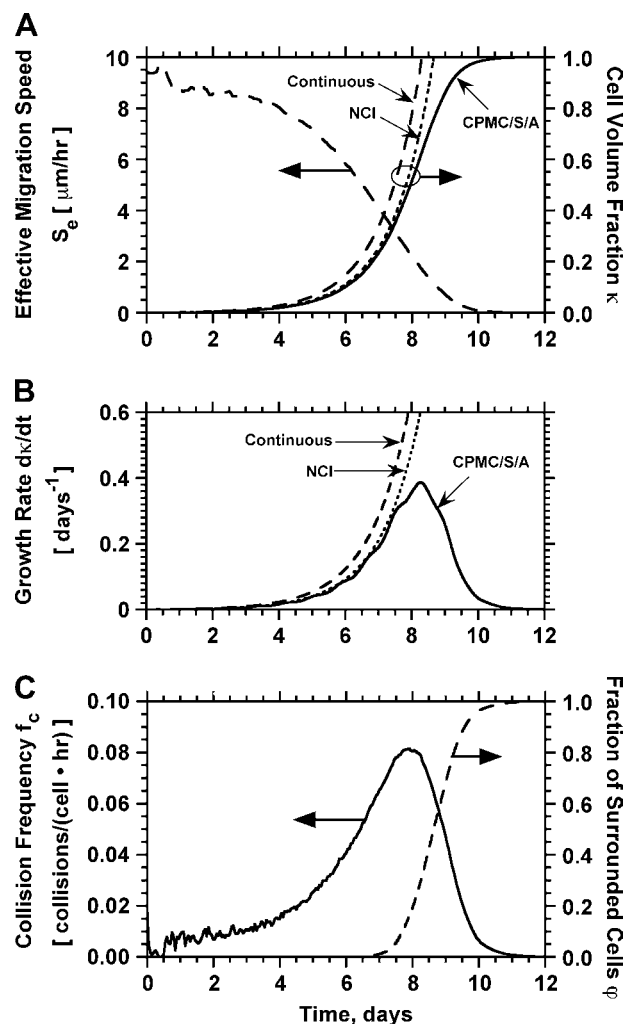 A
Effective Migration Speed
S_e [ μm/hr ]
10
8
6
4
2
0
Continuous
NCI
CPMC/S/A
1.0
0.8
0.6
0.4
0.2
0.0
Cell Volume Fraction κ
0 2 4 6 8 10 12
B
Growth Rate dκ/dt
[ days⁻¹ ]
0.6
0.4
0.2
0
Continuous
NCI
CPMC/S/A
0 2 4 6 8 10 12
C
Collision Frequency f_c
[ collisions/(cell • hr) ]
0.10
0.08
0.06
0.04
0.02
0.00
1.0
0.8
0.6
0.4
0.2
0.0
Fraction of Surrounded Cells φ
0 2 4 6 8 10 12
Time, days